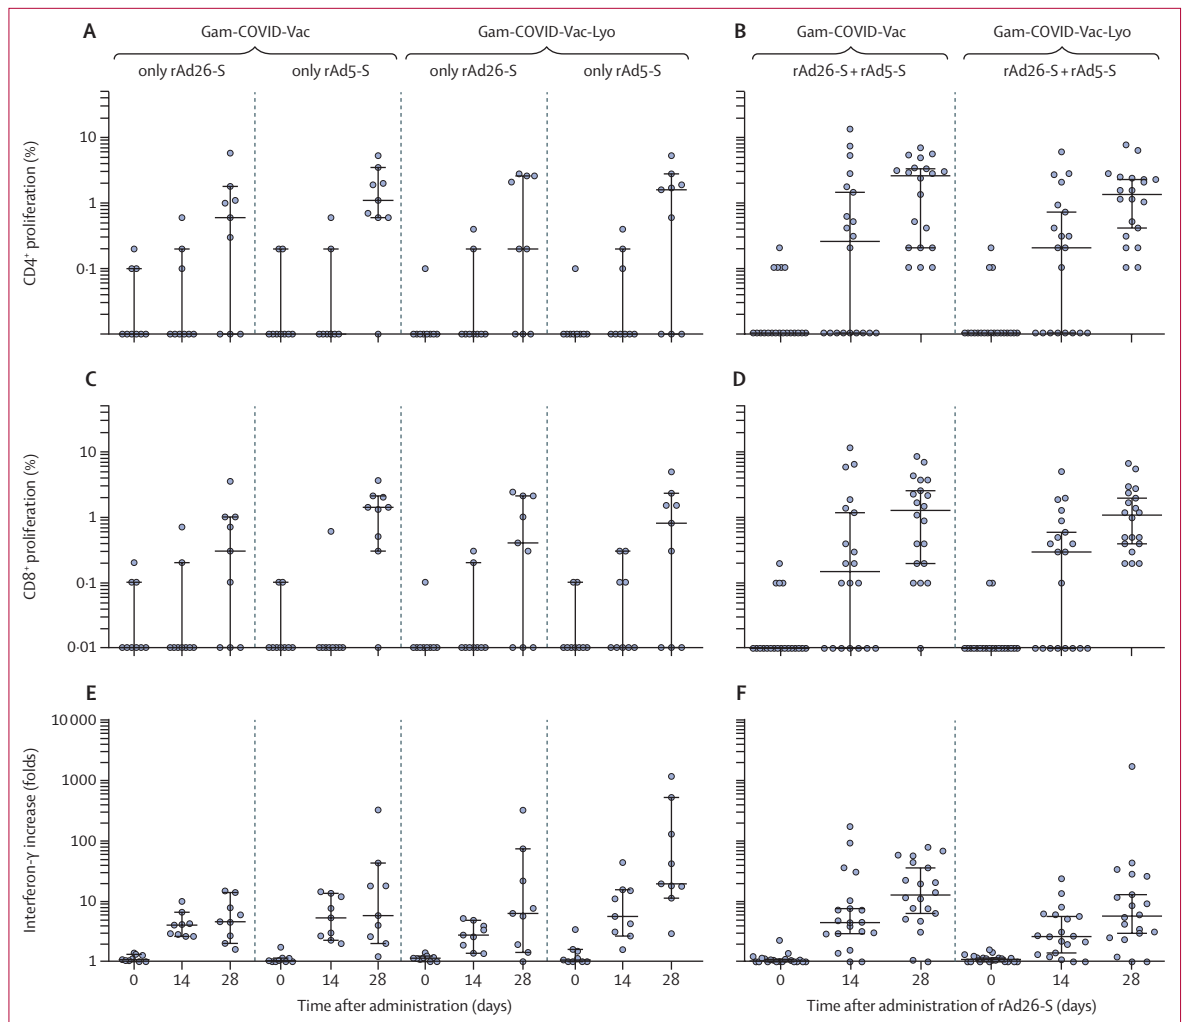 A
Gam-COVID-Vac
Gam-COVID-Vac-Lyo
only rAd26-S
only rAd5-S
only rAd26-S
only rAd5-S
B
Gam-COVID-Vac
Gam-COVID-Vac-Lyo
rAd26-S + rAd5-S
rAd26-S + rAd5-S
CD4+ proliferation (%)
10
1
0·1
C
D
CD8+ proliferation (%)
10
1
0·1
0·01
E
F
Interferon-γ increase (folds)
10 000
1000
100
10
1
0 14 28 0 14 28 0 14 28 0 14 28
Time after administration (days)
0 14 28 0 14 28
Time after administration of rAd26-S (days)